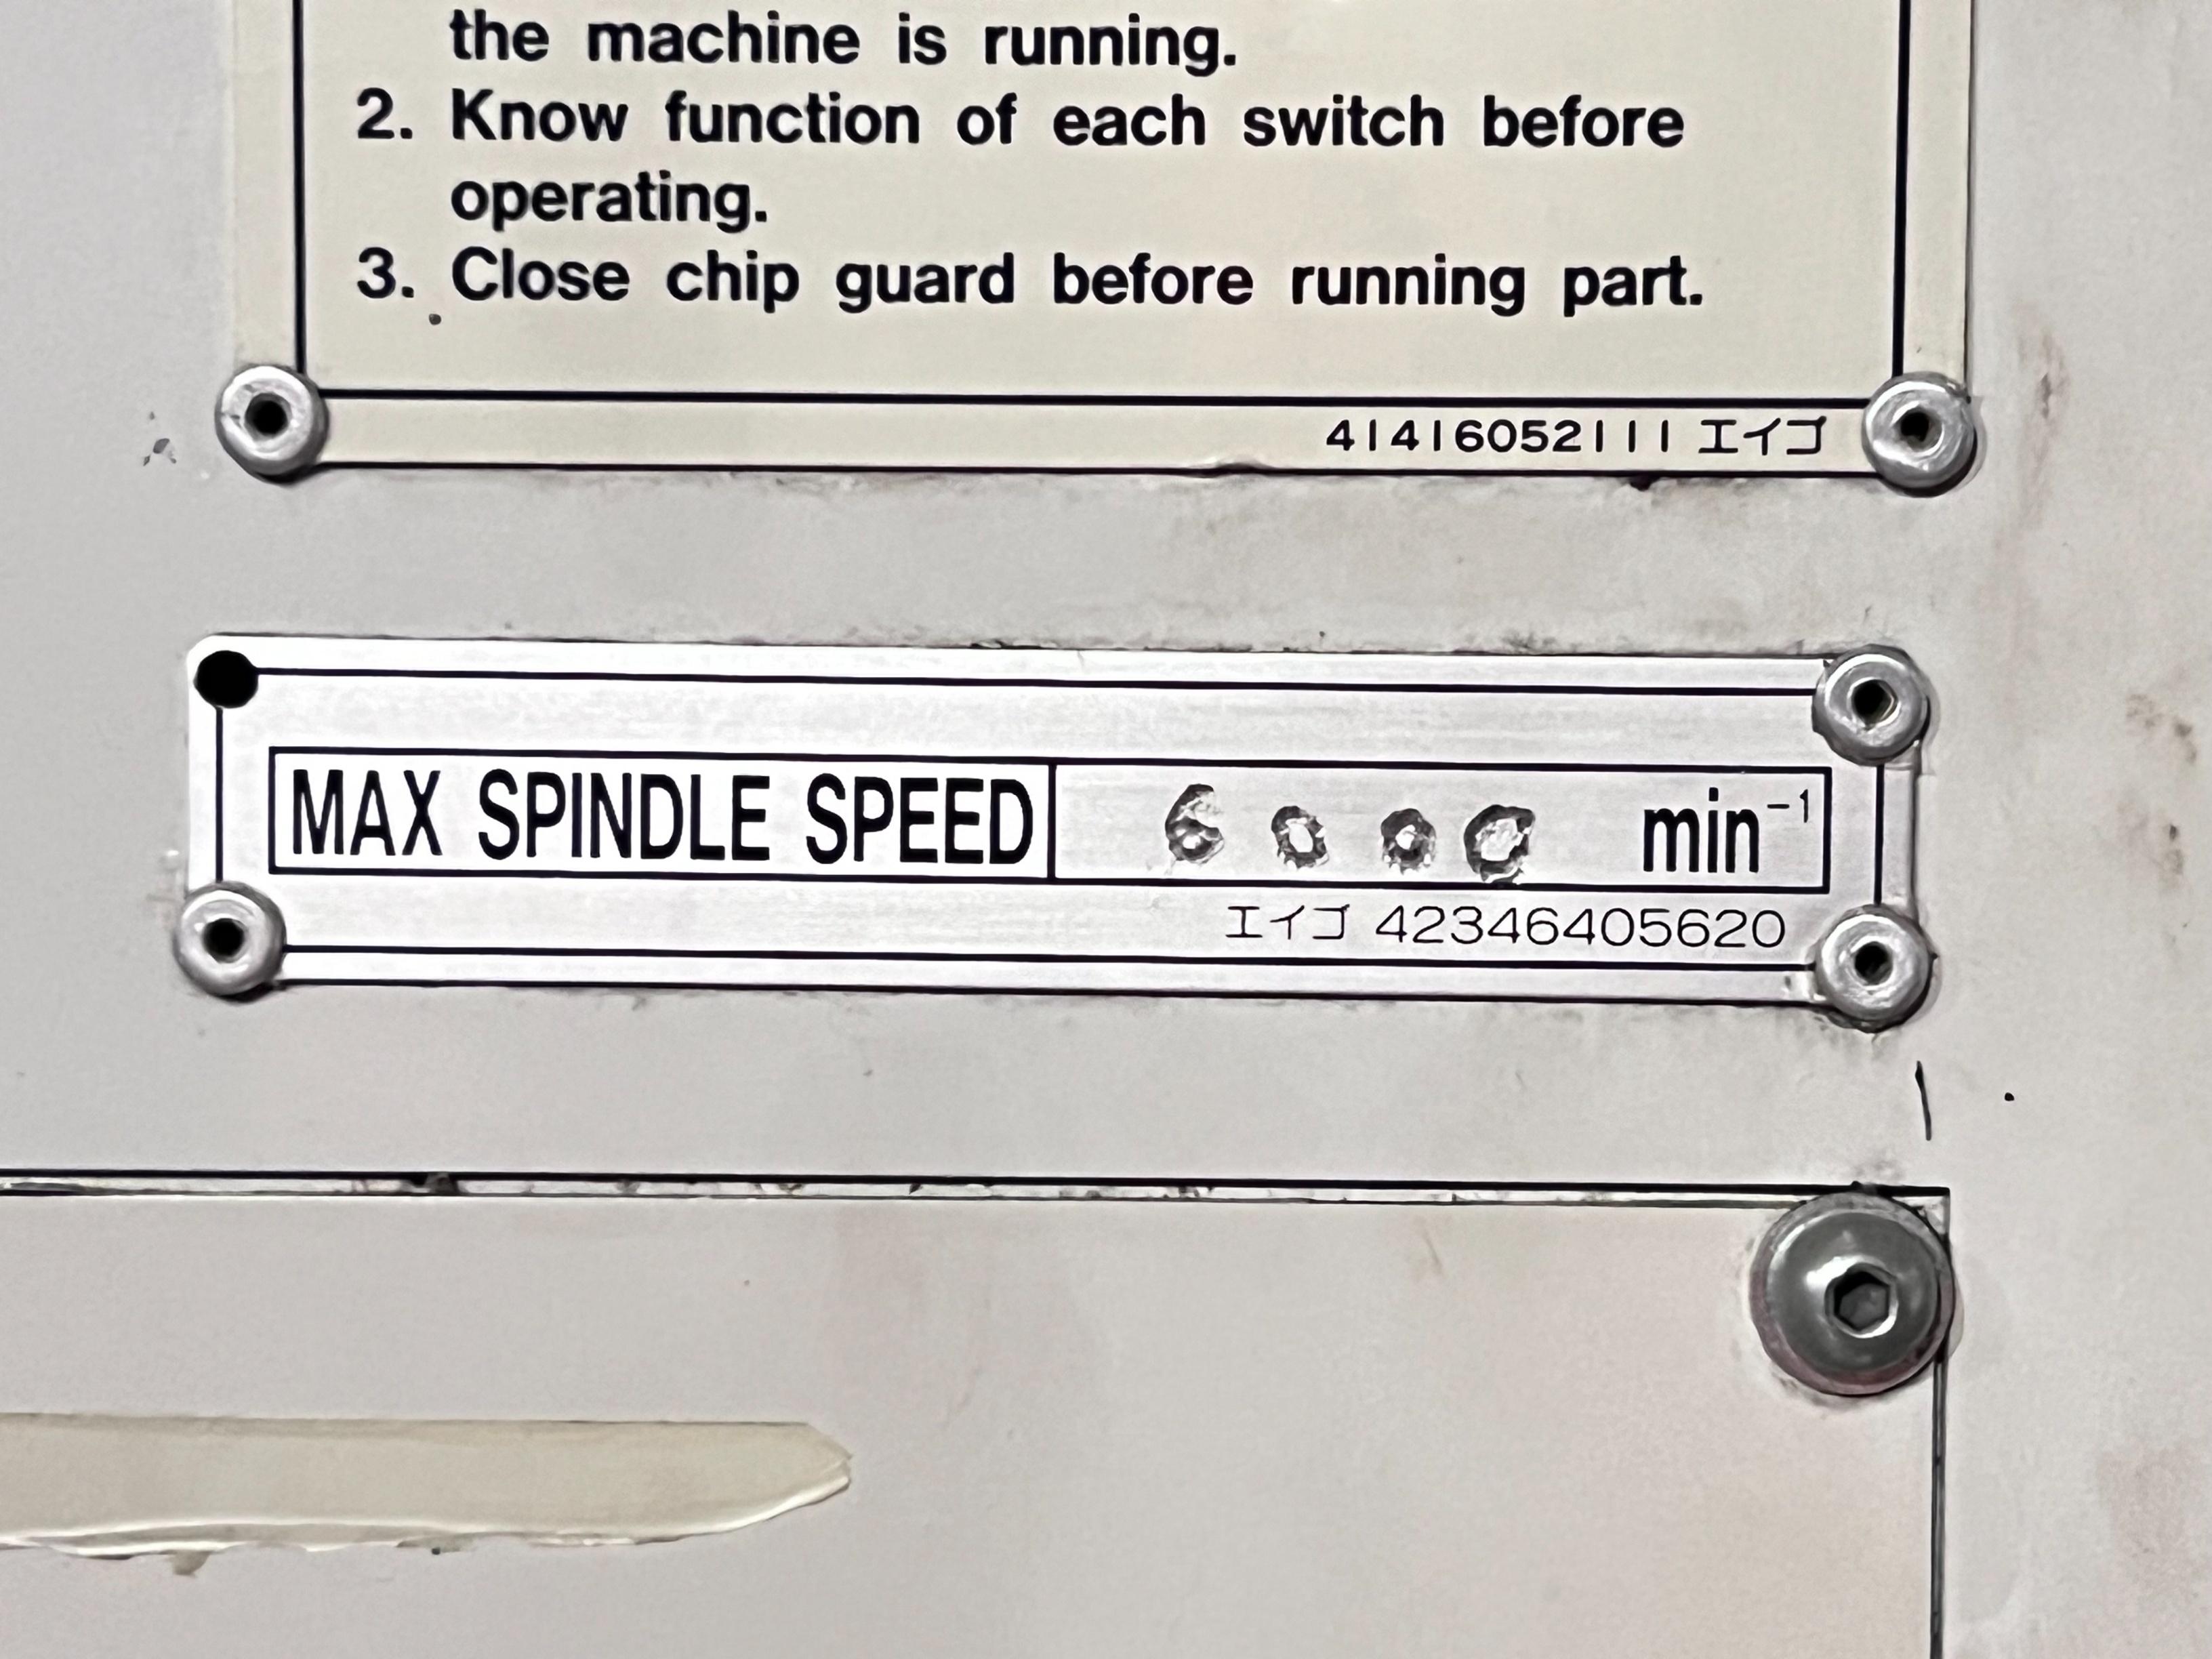 the machine is running.
2. Know function of each switch before
operating.
3. Close chip guard before running part.
41416052111 エイゴ
MAX SPINDLE SPEED 6000 min⁻¹
エイゴ 42346405620